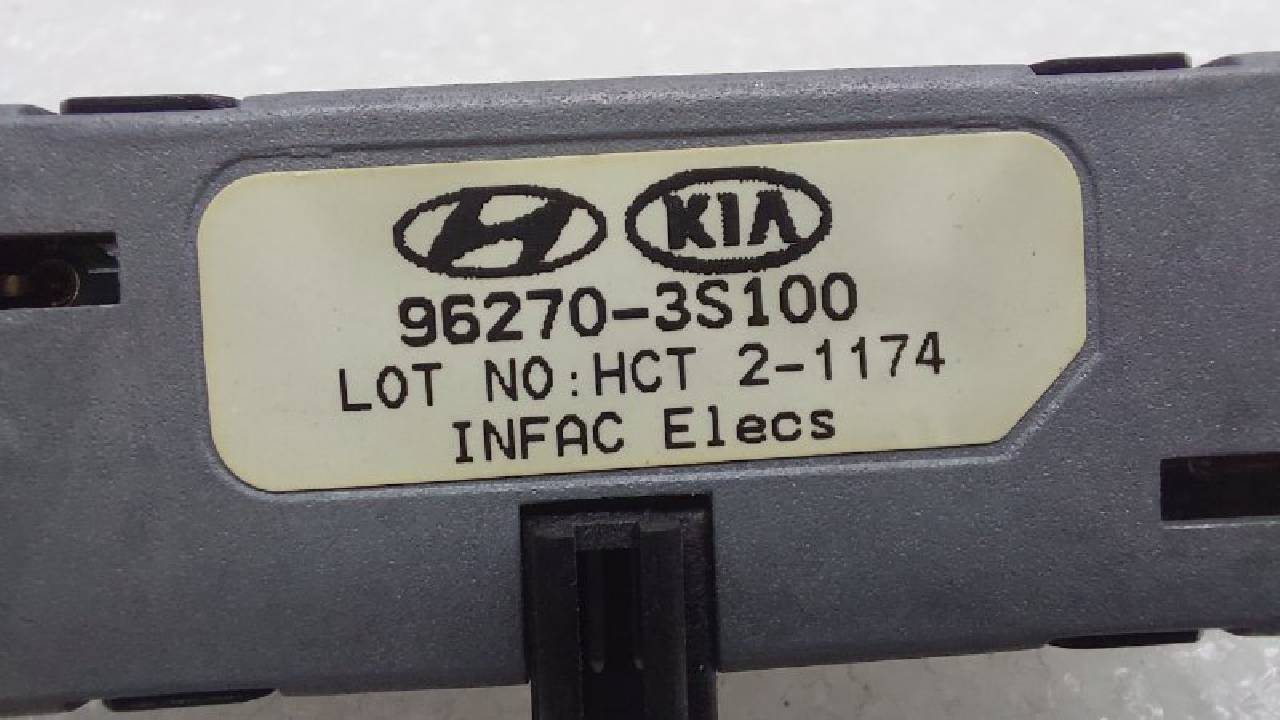 KIA
96270-3S100
LOT NO:HCT 2-1174
INFAC Elecs